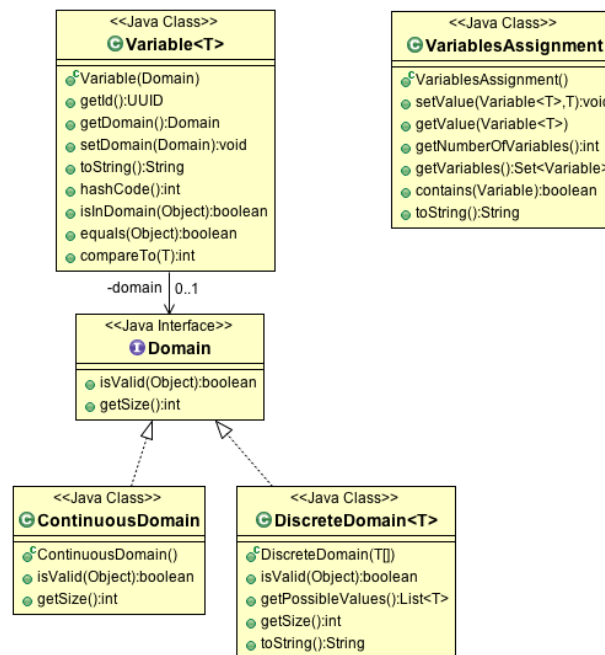 <<Java Class>>
Variable<T>
Variable(Domain)
getId():UUID
getDomain():Domain
setDomain(Domain):void
toString():String
hashCode():int
isInDomain(Object):boolean
equals(Object):boolean
compareTo(T):int
<<Java Class>>
VariablesAssignment
VariablesAssignment()
setValue(Variable<T>,T):void
getValue(Variable<T>)
getNumberOfVariables():int
getVariables():Set<Variable>
contains(Variable):boolean
toString():String
-domain 0..1
<<Java Interface>>
Domain
isValid(Object):boolean
getSize():int
<<Java Class>>
ContinuousDomain
ContinuousDomain()
isValid(Object):boolean
getSize():int
<<Java Class>>
DiscreteDomain<T>
DiscreteDomain(T[])
isValid(Object):boolean
getPossibleValues():List<T>
getSize():int
toString():String